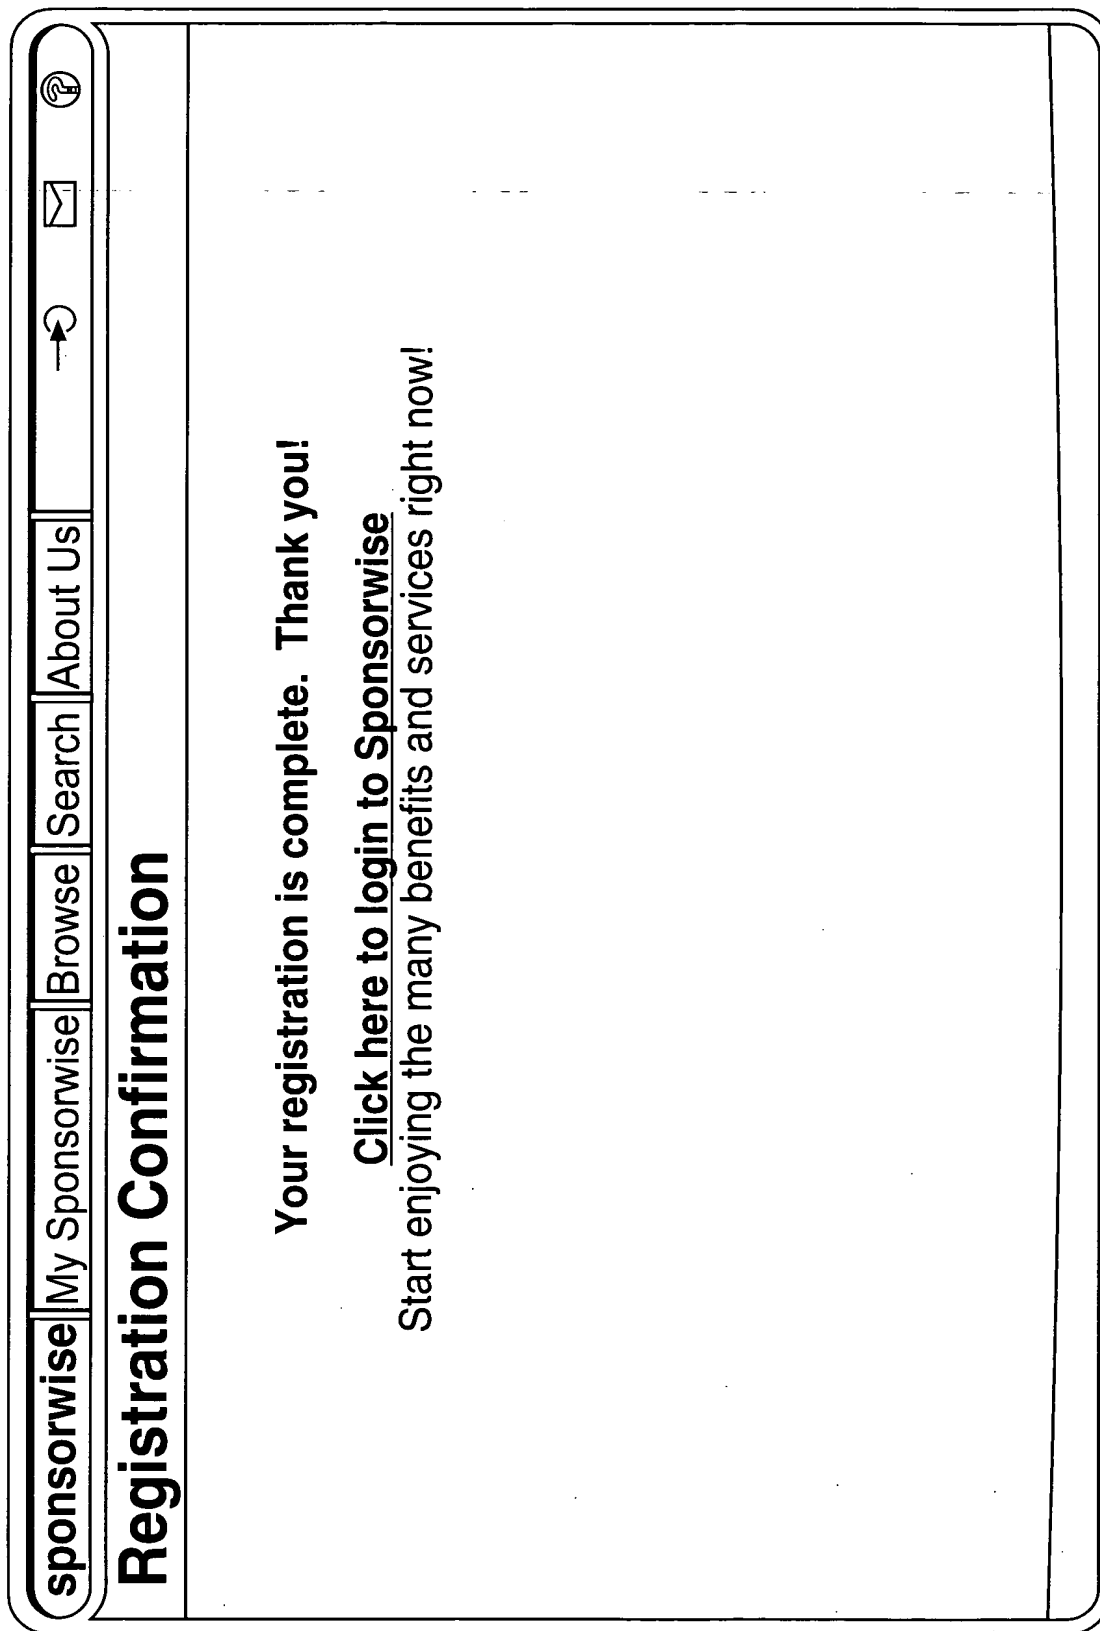 sponsorwise My Sponsorwise Browse Search About Us
Registration Confirmation
Your registration is complete. Thank you!
Click here to login to Sponsorwise
Start enjoying the many benefits and services right now!